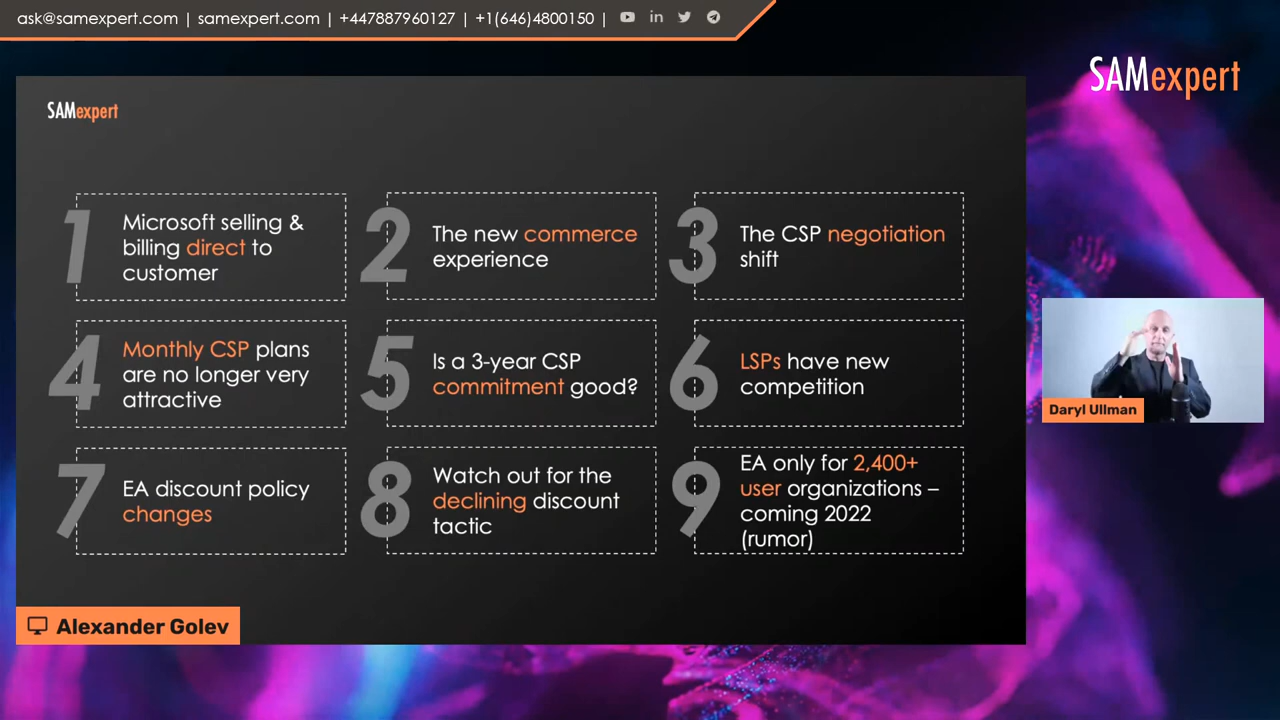 ask@samexpert.com | samexpert.com | +447887960127 | +1(646)4800150 |
SAMexpert
SAMexpert
1
Microsoft selling &
billing direct to
customer
2
The new commerce
experience
3
The CSP negotiation
shift
4
Monthly CSP plans
are no longer very
attractive
5
Is a 3-year CSP
commitment good?
6
LSPs have new
competition
7
EA discount policy
changes
8
Watch out for the
declining discount
tactic
9
EA only for 2,400+
user organizations –
coming 2022
(rumor)
Daryl Ullman
Alexander Golev